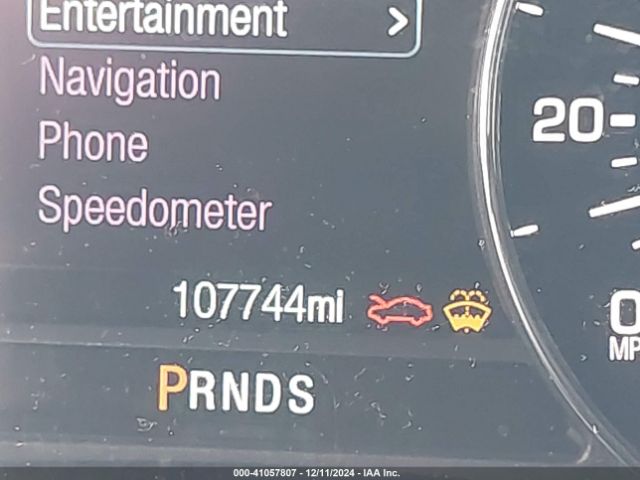 Entertainment >
Navigation
Phone
Speedometer
20
107744mi
0
MP
PRNDS
000-41057807 - 12/11/2024 - IAA Inc.